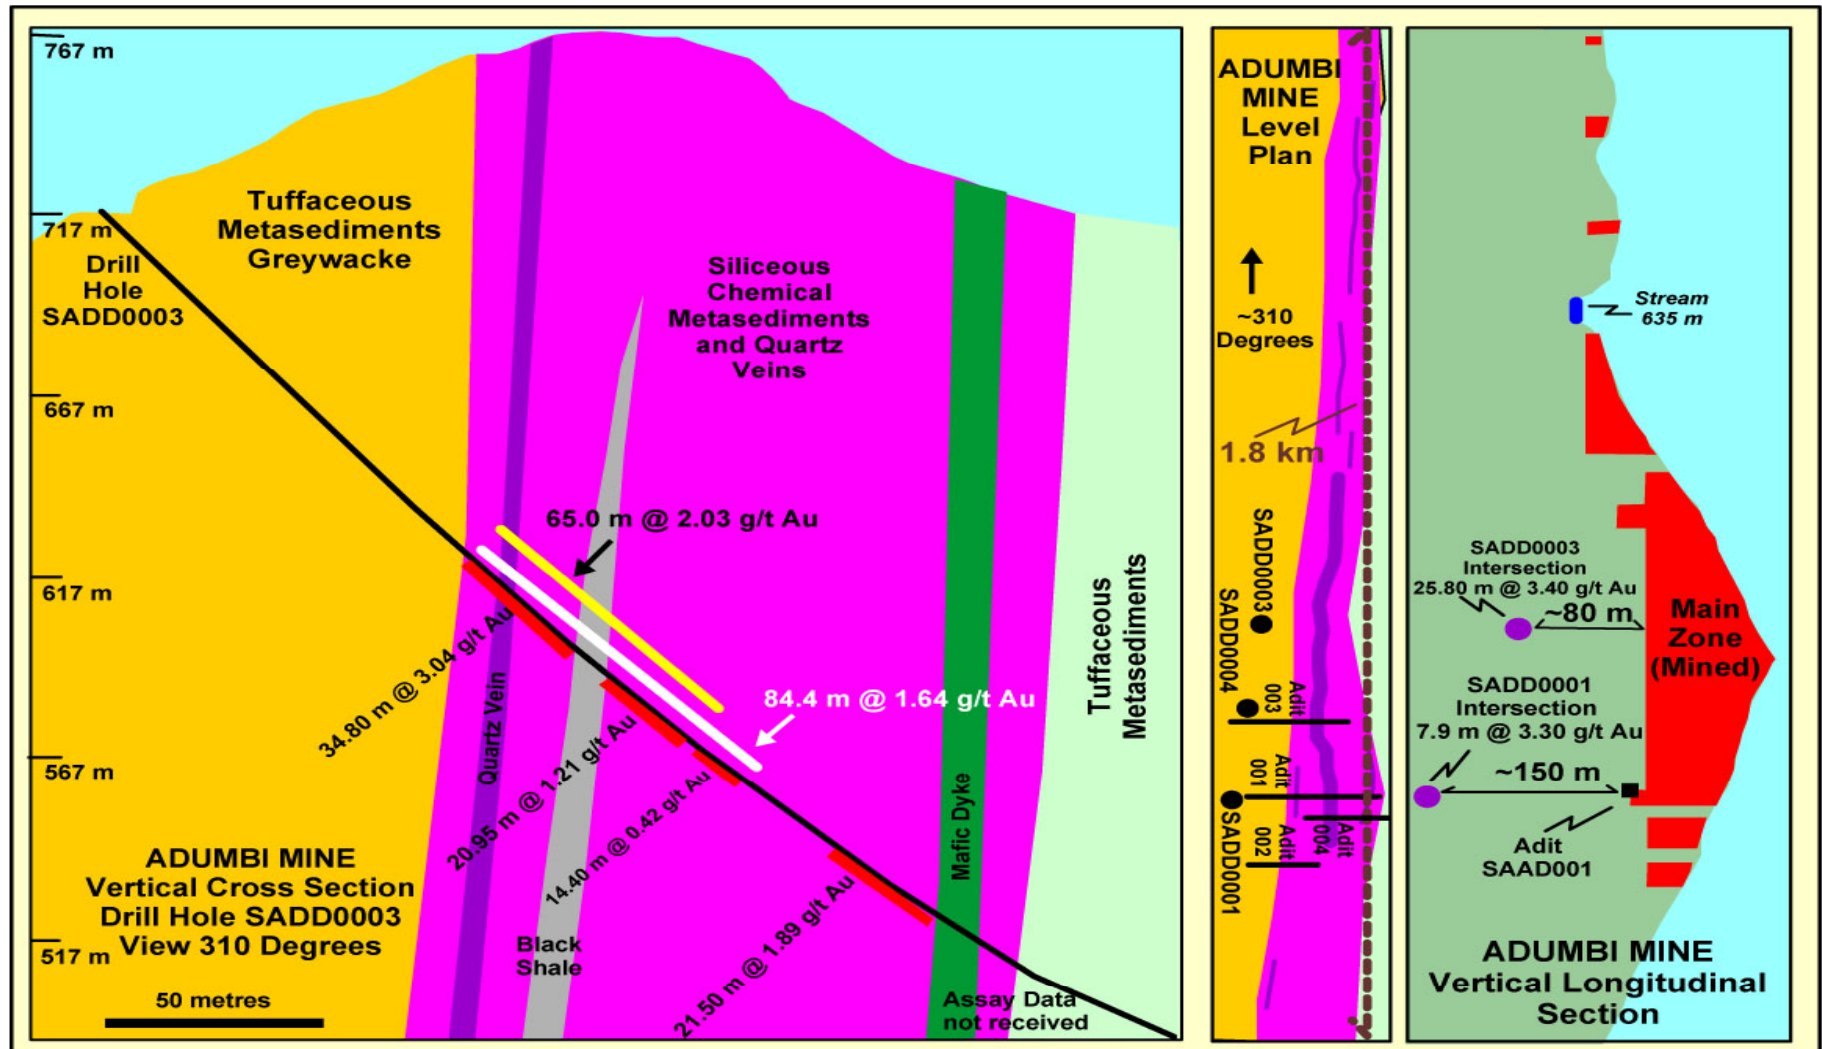 767 m
717 m
667 m
617 m
567 m
517 m
Drill
Hole
SADD0003
Tuffaceous
Metasediments
Greywacke
Siliceous
Chemical
Metasediments
and Quartz
Veins
65.0 m @ 2.03 g/t Au
84.4 m @ 1.64 g/t Au
34.80 m @ 3.04 g/t Au
20.95 m @ 1.21 g/t Au
14.40 m @ 0.42 g/t Au
21.50 m @ 1.89 g/t Au
Quartz Vein
Black
Shale
Mafic Dyke
Tuffaceous
Metasediments
Assay Data
not received
ADUMBI MINE
Vertical Cross Section
Drill Hole SADD0003
View 310 Degrees
50 metres
ADUMBI
MINE
Level
Plan
~310
Degrees
1.8 km
SADD0003
SADD0004
SADD0001
Adit
003
Adit
001
Adit
002
Adit
004
Stream
635 m
SADD0003
Intersection
25.80 m @ 3.40 g/t Au
~80 m
Main
Zone
(Mined)
SADD0001
Intersection
7.9 m @ 3.30 g/t Au
~150 m
Adit
SAAD001
ADUMBI MINE
Vertical Longitudinal
Section